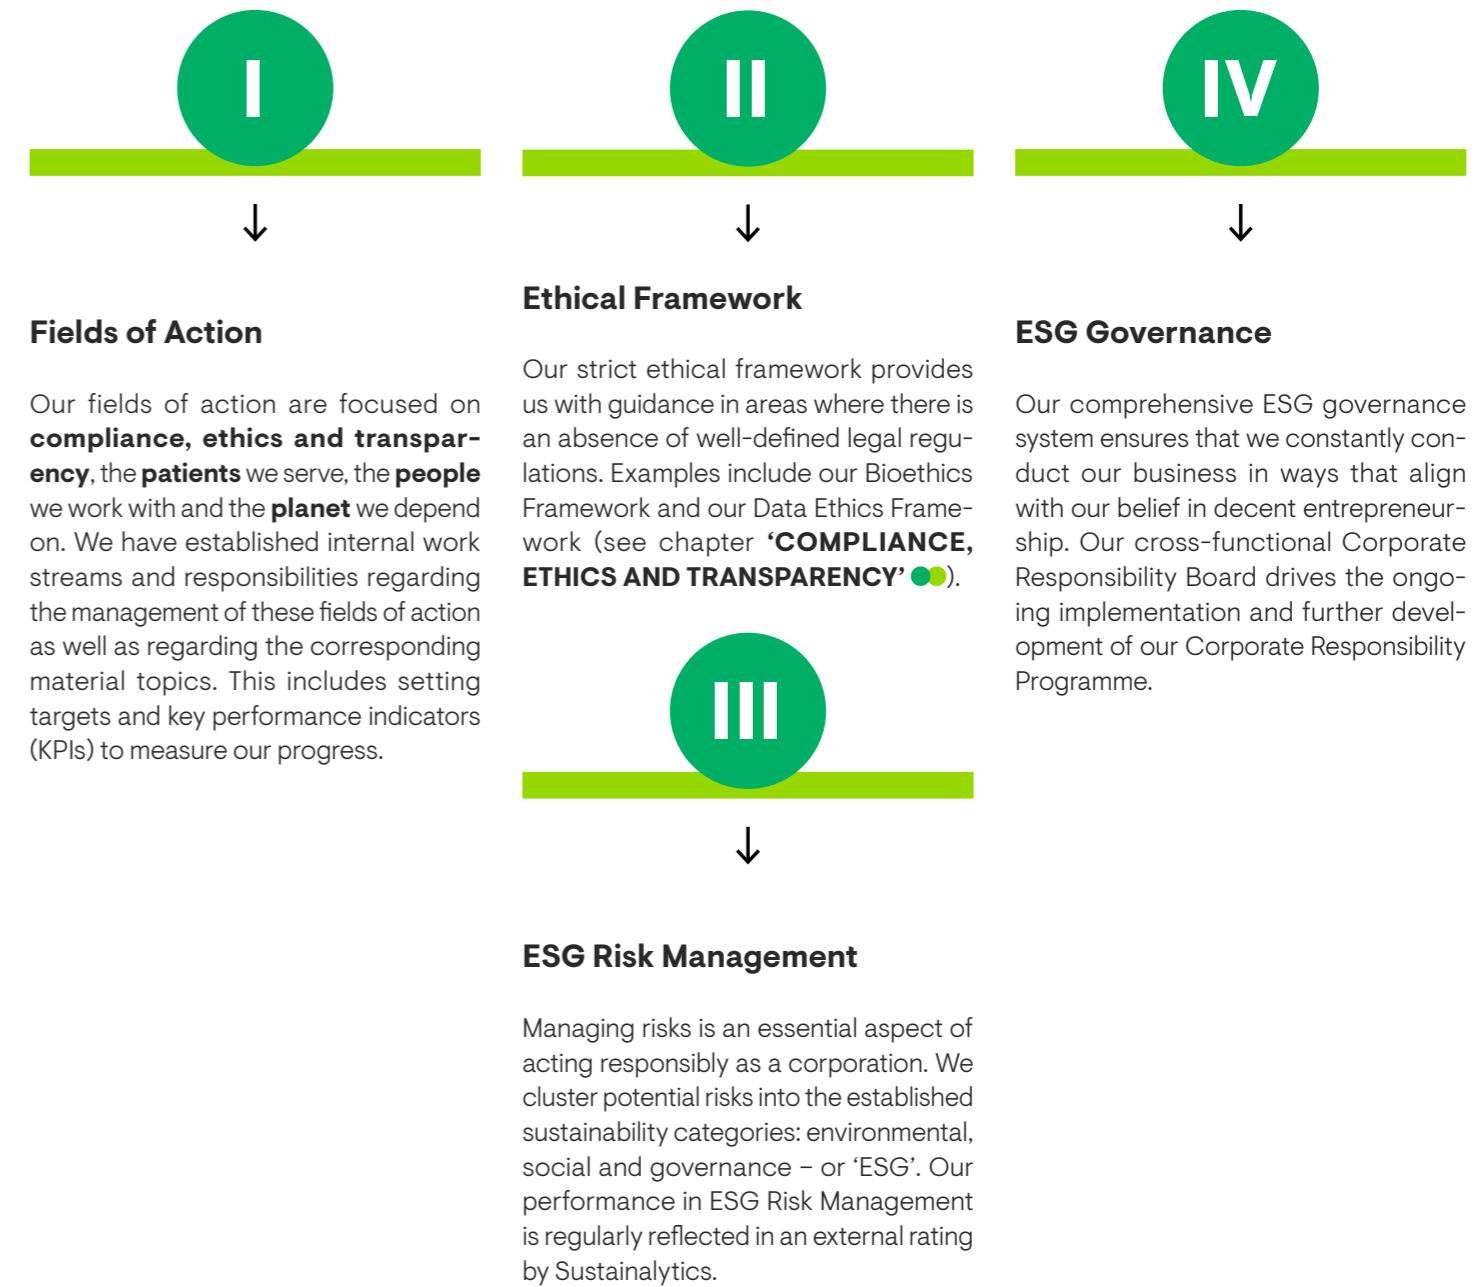 I
Fields of Action
Our fields of action are focused on
compliance, ethics and transpar-
ency, the patients we serve, the people
we work with and the planet we depend
on. We have established internal work
streams and responsibilities regarding
the management of these fields of action
as well as regarding the corresponding
material topics. This includes setting
targets and key performance indicators
(KPIs) to measure our progress.
II
Ethical Framework
Our strict ethical framework provides
us with guidance in areas where there is
an absence of well-defined legal regu-
lations. Examples include our Bioethics
Framework and our Data Ethics Frame-
work (see chapter ‘COMPLIANCE,
ETHICS AND TRANSPARENCY’ ).
III
ESG Risk Management
Managing risks is an essential aspect of
acting responsibly as a corporation. We
cluster potential risks into the established
sustainability categories: environmental,
social and governance – or ‘ESG’. Our
performance in ESG Risk Management
is regularly reflected in an external rating
by Sustainalytics.
IV
ESG Governance
Our comprehensive ESG governance
system ensures that we constantly con-
duct our business in ways that align
with our belief in decent entrepreneur-
ship. Our cross-functional Corporate
Responsibility Board drives the ongo-
ing implementation and further devel-
opment of our Corporate Responsibility
Programme.